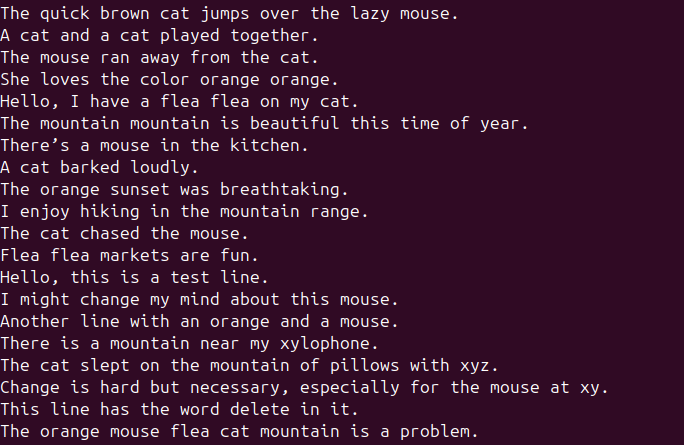 The quick brown cat jumps over the lazy mouse.
A cat and a cat played together.
The mouse ran away from the cat.
She loves the color orange orange.
Hello, I have a flea flea on my cat.
The mountain mountain is beautiful this time of year.
There’s a mouse in the kitchen.
A cat barked loudly.
The orange sunset was breathtaking.
I enjoy hiking in the mountain range.
The cat chased the mouse.
Flea flea markets are fun.
Hello, this is a test line.
I might change my mind about this mouse.
Another line with an orange and a mouse.
There is a mountain near my xylophone.
The cat slept on the mountain of pillows with xyz.
Change is hard but necessary, especially for the mouse at xy.
This line has the word delete in it.
The orange mouse flea cat mountain is a problem.